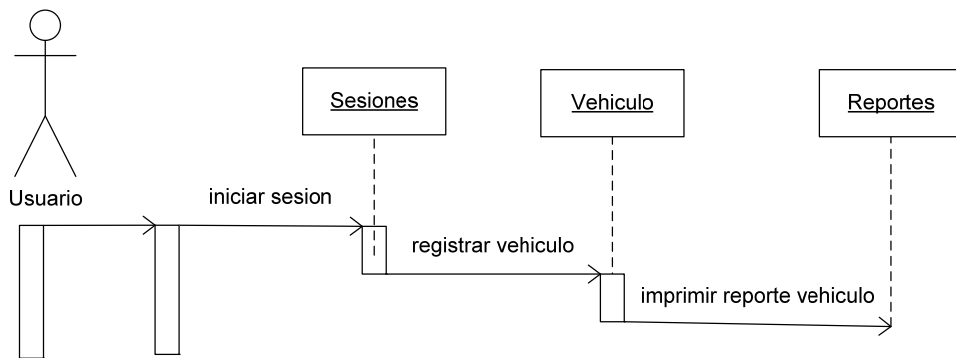 Sesiones
Vehiculo
Reportes
Usuario
iniciar sesion
registrar vehiculo
imprimir reporte vehiculo